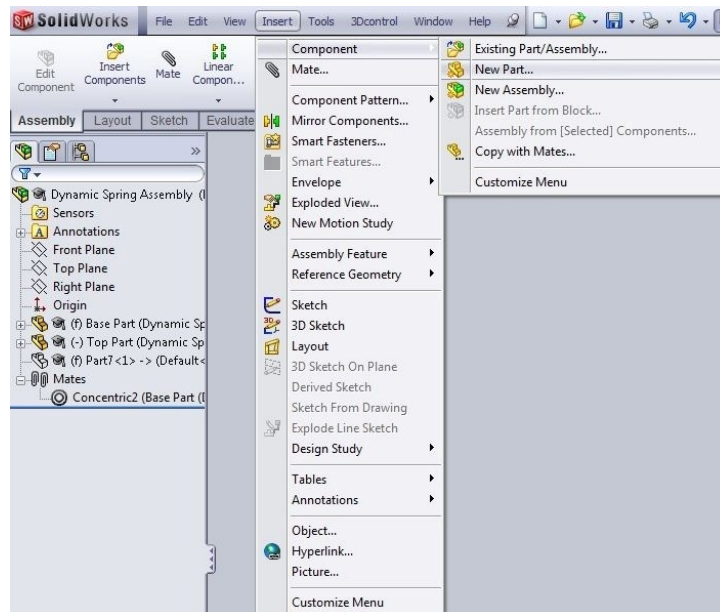 SolidWorks File Edit View Insert Tools 3Dcontrol Window Help
Edit Component
Insert Components
Mate
Linear Compon...
Assembly Layout Sketch Evaluate
Dynamic Spring Assembly (
Sensors
Annotations
Front Plane
Top Plane
Right Plane
Origin
(f) Base Part (Dynamic Sp
(-) Top Part (Dynamic Sp
(f) Part7<1> -> (Default<
Mates
Concentric2 (Base Part (
Component
Mate...
Component Pattern...
Mirror Components...
Smart Fasteners...
Smart Features...
Envelope
Exploded View...
New Motion Study
Assembly Feature
Reference Geometry
Sketch
3D Sketch
Layout
3D Sketch On Plane
Derived Sketch
Sketch From Drawing
Explode Line Sketch
Design Study
Tables
Annotations
Object...
Hyperlink...
Picture...
Customize Menu
Existing Part/Assembly...
New Part...
New Assembly...
Insert Part from Block...
Assembly from [Selected] Components...
Copy with Mates...
Customize Menu